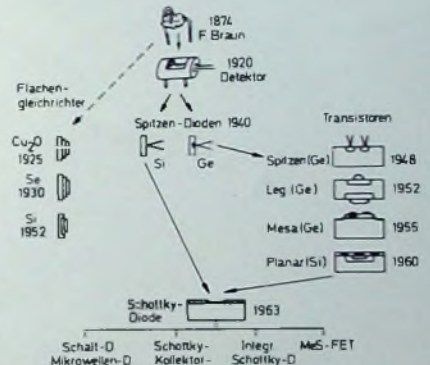 1874
F Braun
1920
Detektor
Flächen-
gleichrichter
Spitzen-Dioden 1940
Si
Ge
Cu₂O
1925
Se
1930
Si
1952
Transistoren
Spitzen(Ge)
1948
Leg (Ge)
1952
Mesa(Ge)
1955
Planar(Si)
1960
Schottky-
Diode
1963
Schalt-D
Mikrowellen-D
Schottky-
Kollektor-
Integr.
Schottky-D
MeS-FET